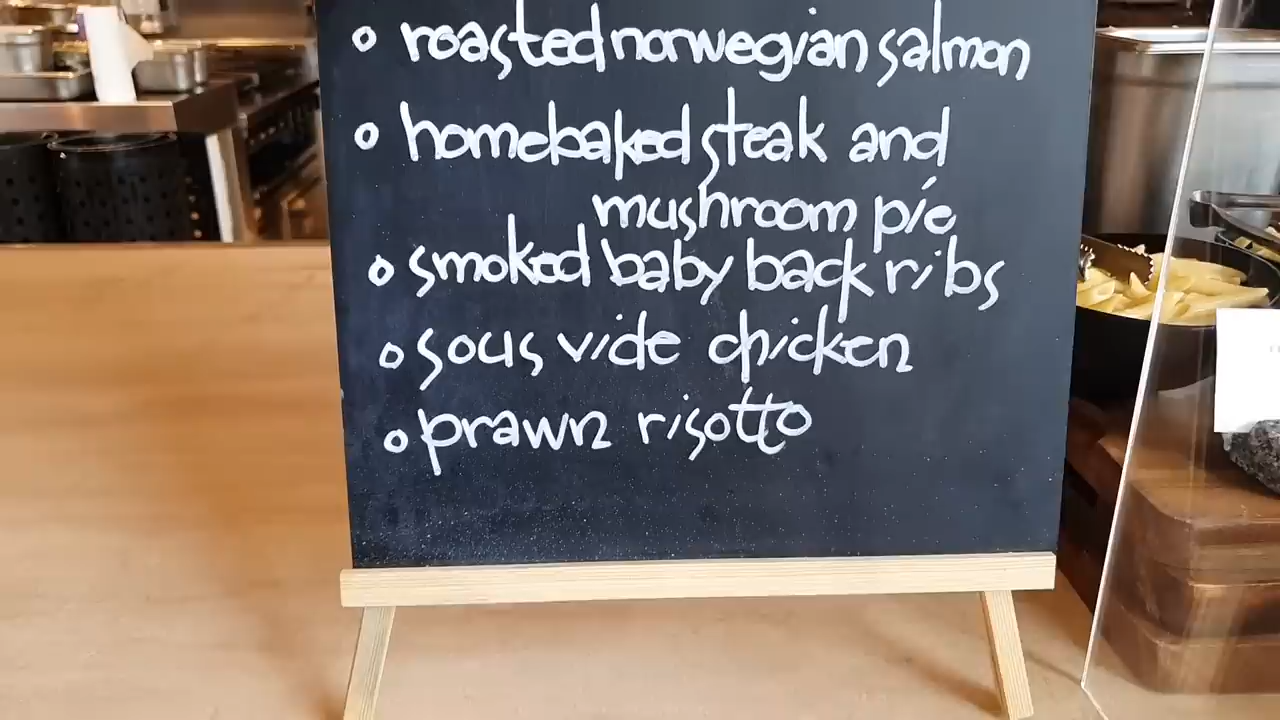 o roasted norwegian salmon
o homebaked steak and
mushroom pie
o smoked baby back ribs
o sous vide chicken
o prawn risotto